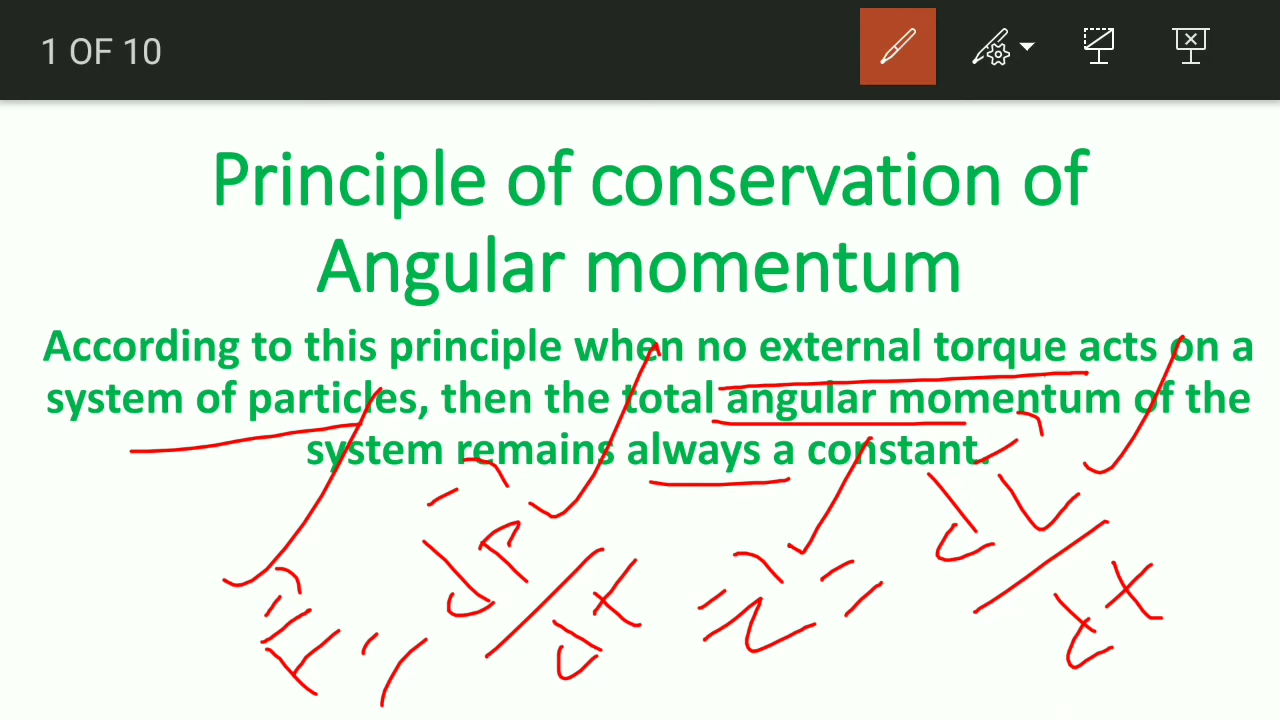 1 OF 10
Principle of conservation of
Angular momentum
According to this principle when no external torque acts on a
system of particles, then the total angular momentum of the
system remains always a constant.